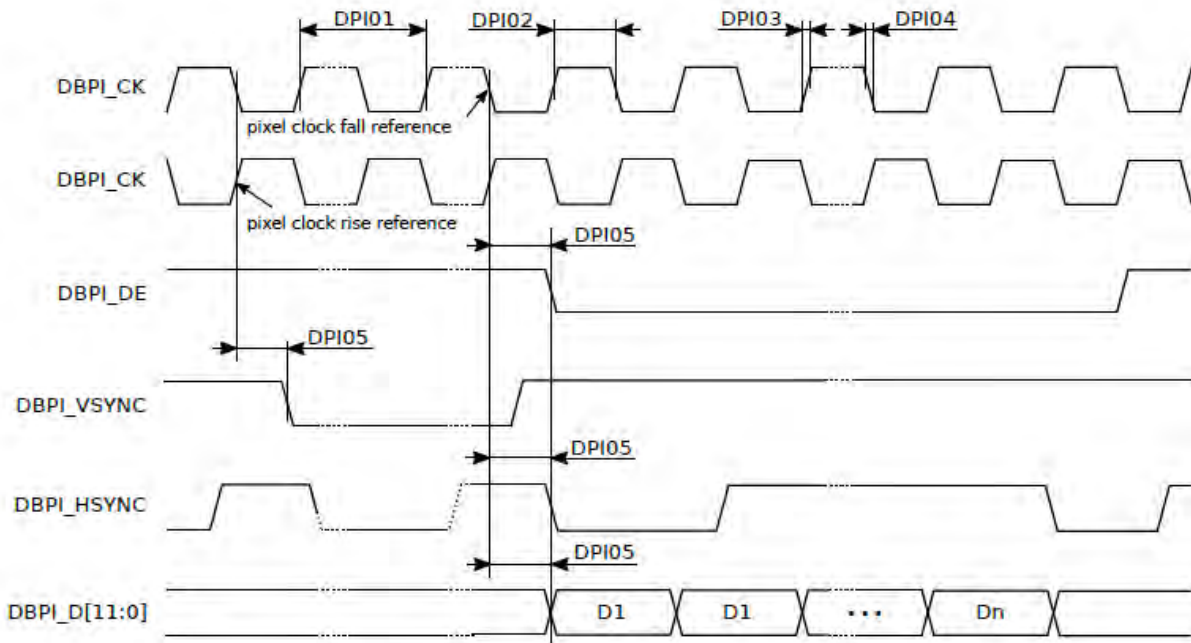 DPI01
DPI02
DPI03
DPI04
DBPI_CK
pixel clock fall reference
DBPI_CK
pixel clock rise reference
DPI05
DBPI_DE
DPI05
DBPI_VSYNC
DPI05
DBPI_HSYNC
DPI05
DBPI_D[11:0]
D1
D1
...
Dn